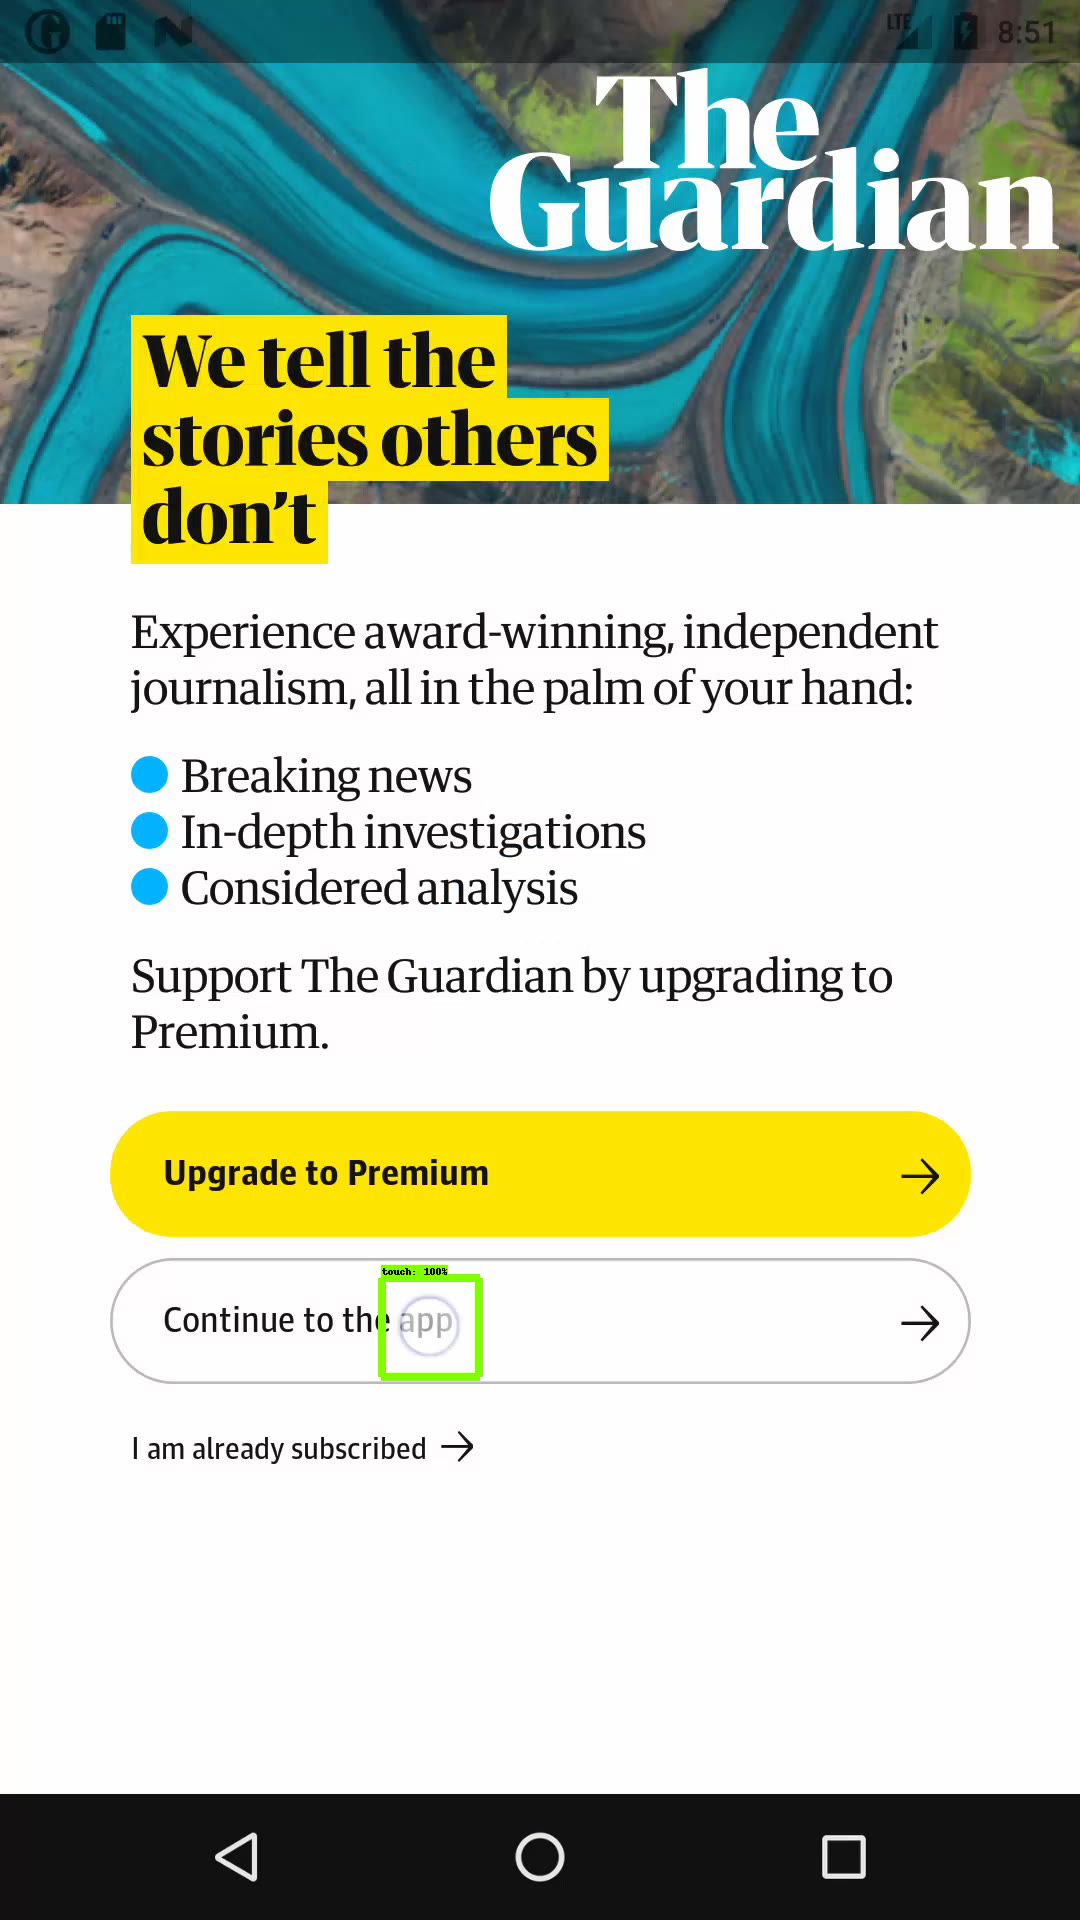 LTE 8:51
The
Guardian
We tell the
stories others
don't
Experience award-winning, independent
journalism, all in the palm of your hand:
Breaking news
In-depth investigations
Considered analysis
Support The Guardian by upgrading to
Premium.
Upgrade to Premium
touch: 100%
Continue to the app
I am already subscribed